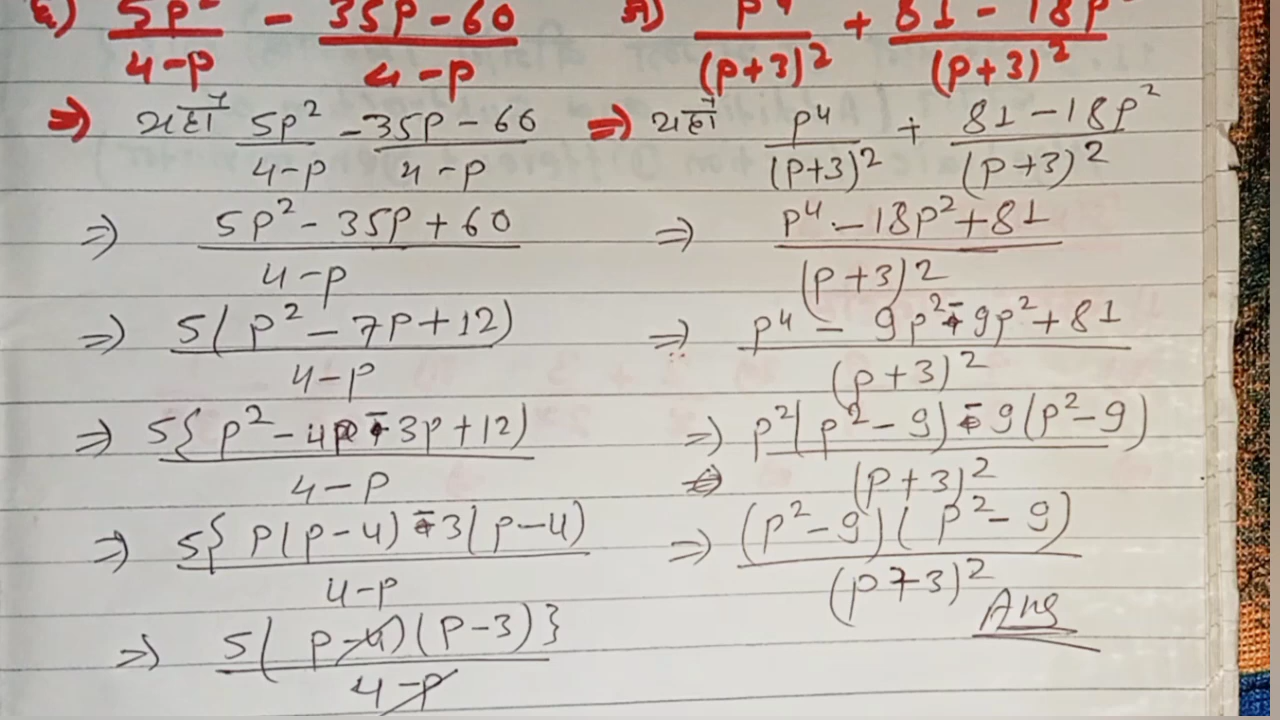 5p² / 4-p - 35p-60 / 4-p
p⁴ / (p+3)² + 81-18p² / (p+3)²
⇒ यहाँ 5p² / 4-p - 35p-60 / 4-p
⇒ 5p²-35p+60 / 4-p
⇒ 5(p²-7p+12) / 4-p
⇒ 5{p²-4p-3p+12) / 4-p
⇒ 5{p(p-4)-3(p-4) / 4-p
⇒ 5(p-4)(p-3)} / 4-p
⇒ यहाँ p⁴ / (p+3)² + 81-18p² / (p+3)²
⇒ p⁴-18p²+81 / (p+3)²
⇒ p⁴-9p²-9p²+81 / (p+3)²
⇒ p²(p²-9)-9(p²-9) / (p+3)²
⇒ (p²-9)(p²-9) / (p+3)²
Ans